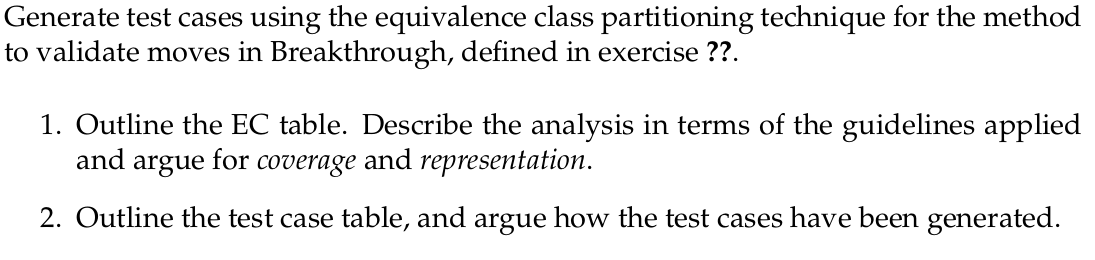 Generate test cases using the equivalence class partitioning technique for the method
to validate moves in Breakthrough, defined in exercise ??.
1. Outline the EC table. Describe the analysis in terms of the guidelines applied
and argue for coverage and representation.
2. Outline the test case table, and argue how the test cases have been generated.